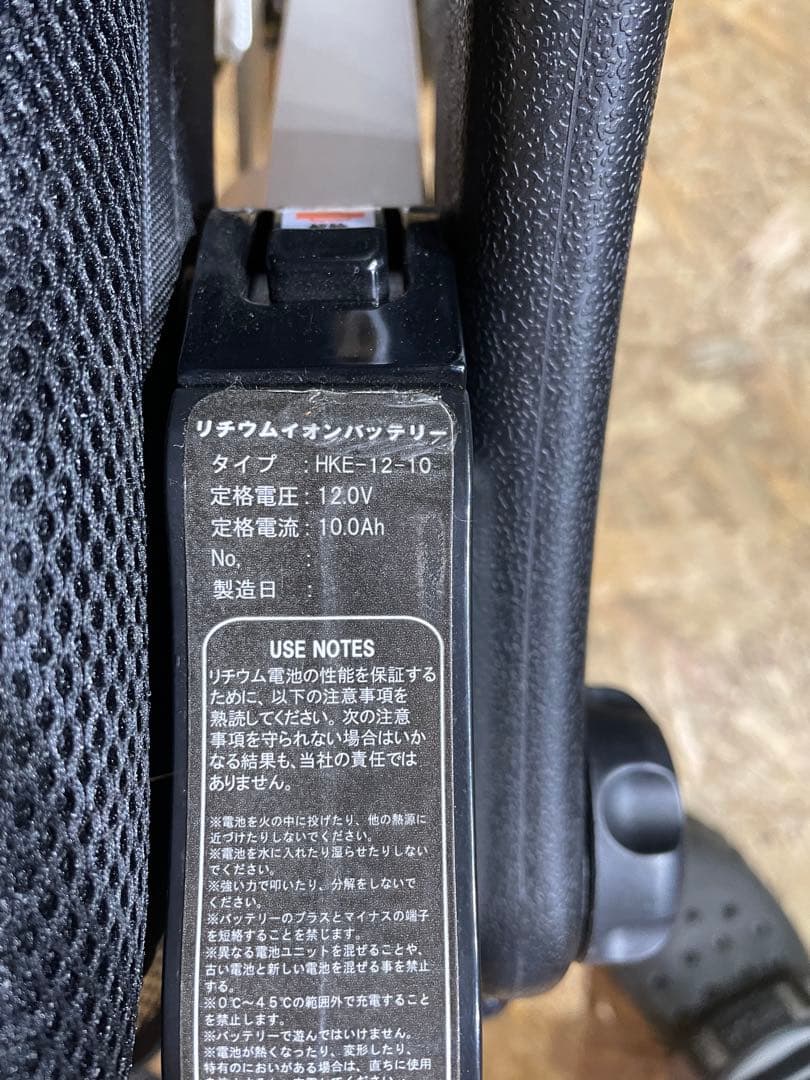 リチウムイオンバッテリー
タイプ : HKE-12-10
定格電圧: 12.0V
定格電流: 10.0Ah
No, :
製造日 :
USE NOTES
リチウム電池の性能を保証する
ために、以下の注意事項を
熟読してください。次の注意
事項を守られない場合はいか
なる結果も、当社の責任では
ありません。
※電池を火の中に投げたり、他の熱源に
近づけたりしないでください。
※電池を水に入れたり湿らせたりしない
でください。
※強い力で叩いたり、分解をしないで
ください。
※バッテリーのプラスとマイナスの端子
を短絡することを禁じます。
※異なる電池ユニットを混ぜることや、
古い電池と新しい電池を混ぜる事を禁止
する。
※0℃～45℃の範囲外で充電すること
を禁止します。
※バッテリーで遊んではいけません。
※電池が熱くなったり、変形したり、
特有のにおいがある場合は、直ちに使用